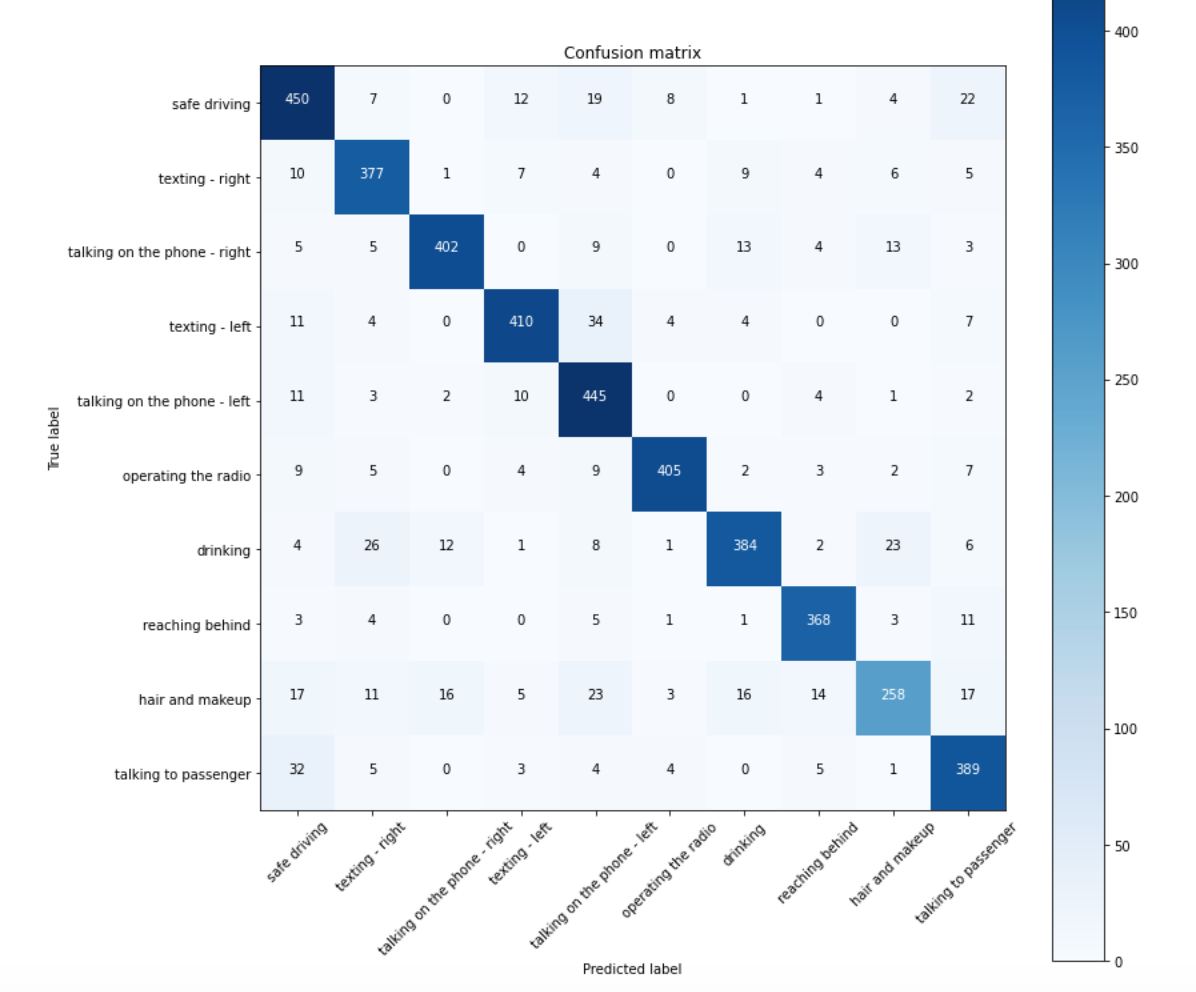 Confusion matrix
safe driving 450 7 0 12 19 8 1 1 4 22
texting - right 10 377 1 7 4 0 9 4 6 5
talking on the phone - right 5 5 402 0 9 0 13 4 13 3
texting - left 11 4 0 410 34 4 4 0 0 7
talking on the phone - left 11 3 2 10 445 0 0 4 1 2
operating the radio 9 5 0 4 9 405 2 3 2 7
drinking 4 26 12 1 8 1 384 2 23 6
reaching behind 3 4 0 0 5 1 1 368 3 11
hair and makeup 17 11 16 5 23 3 16 14 258 17
talking to passenger 32 5 0 3 4 4 0 5 1 389
True label
safe driving
texting - right
talking on the phone - right
texting - left
talking on the phone - left
operating the radio
drinking
reaching behind
hair and makeup
talking to passenger
Predicted label
400
350
300
250
200
150
100
50
0